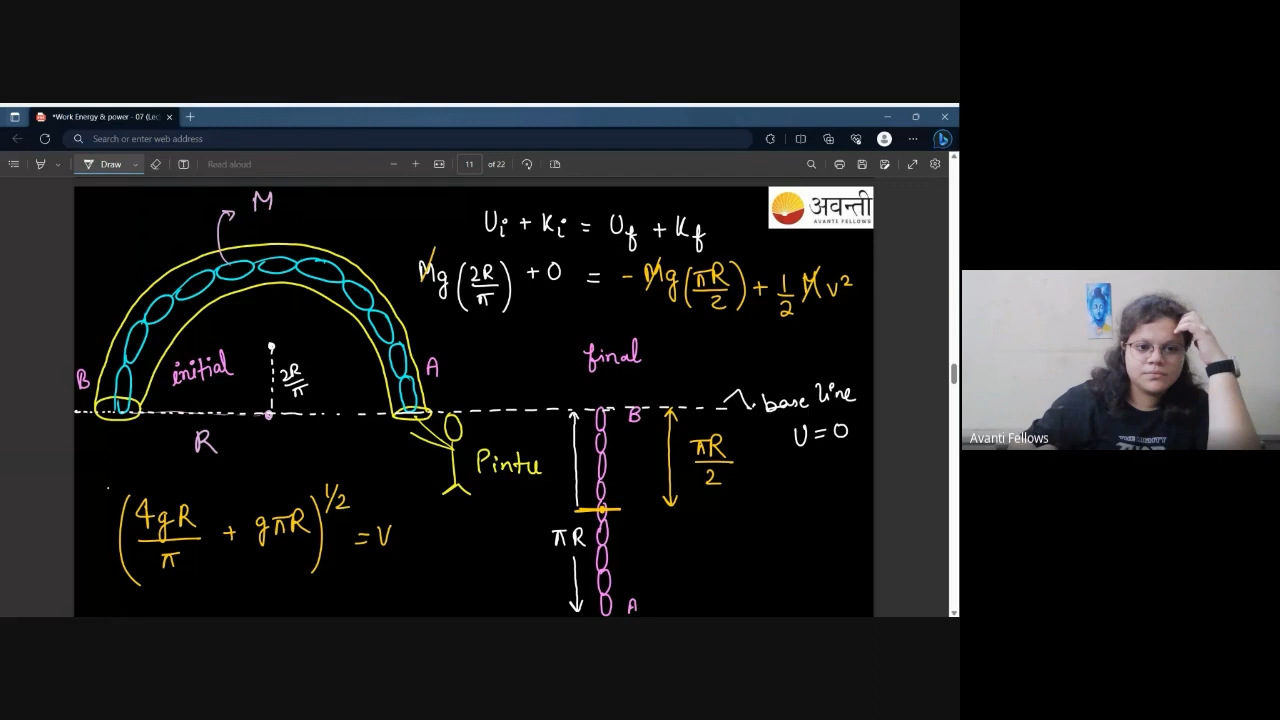 *Work Energy & power - 07 (Lec
Search or enter web address
Draw
Read aloud
11 of 22
M
अवन्ती
AVANTI FELLOWS
Uᵢ + Kᵢ = U_f + K_f
Mg (2R/π) + 0 = - Mg (πR/2) + 1/2 M v²
initial
final
B
A
2R/π
R
Pintu
B
base line
U = 0
πR/2
(4gR/π + gπR)^1/2 = V
πR
A
Avanti Fellows